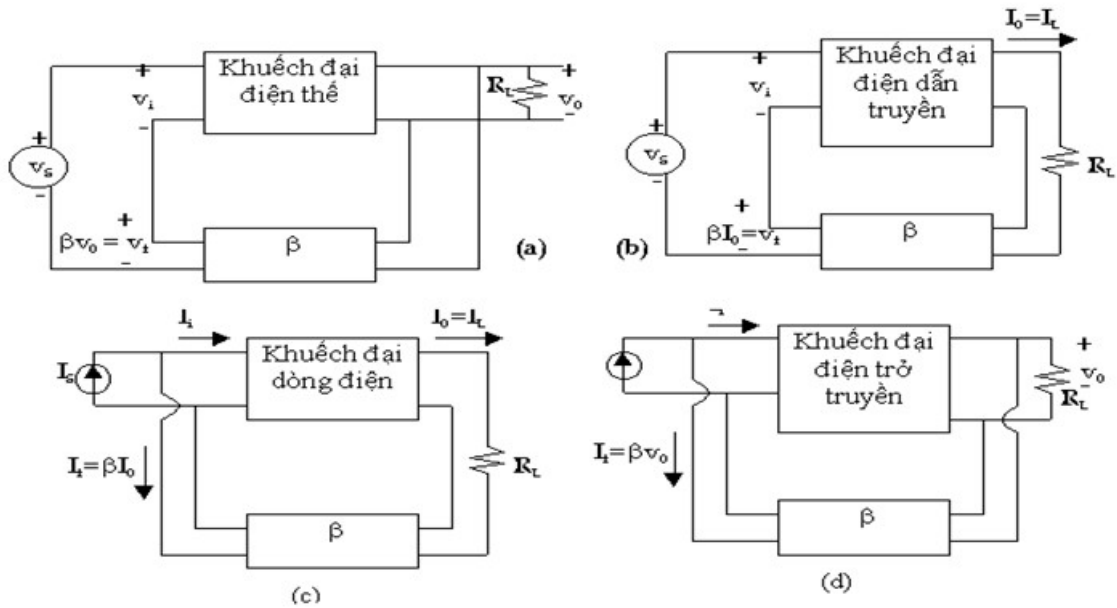 Khuếch đại
điện thế
+
v_i
-
R_L
+
v_o
-
+
v_s
-
+
βv_o = v_f
-
β
(a)
I_o=I_L
Khuếch đại
điện dẫn
truyền
+
v_i
-
+
v_s
-
R_L
+
βI_o=v_f
-
β
(b)
I_i
I_o=I_L
Khuếch đại
dòng điện
I_s
I_f=βI_o
R_L
β
(c)
Khuếch đại
điện trở
truyền
+
v_o
-
R_L
I_f=βv_o
β
(d)